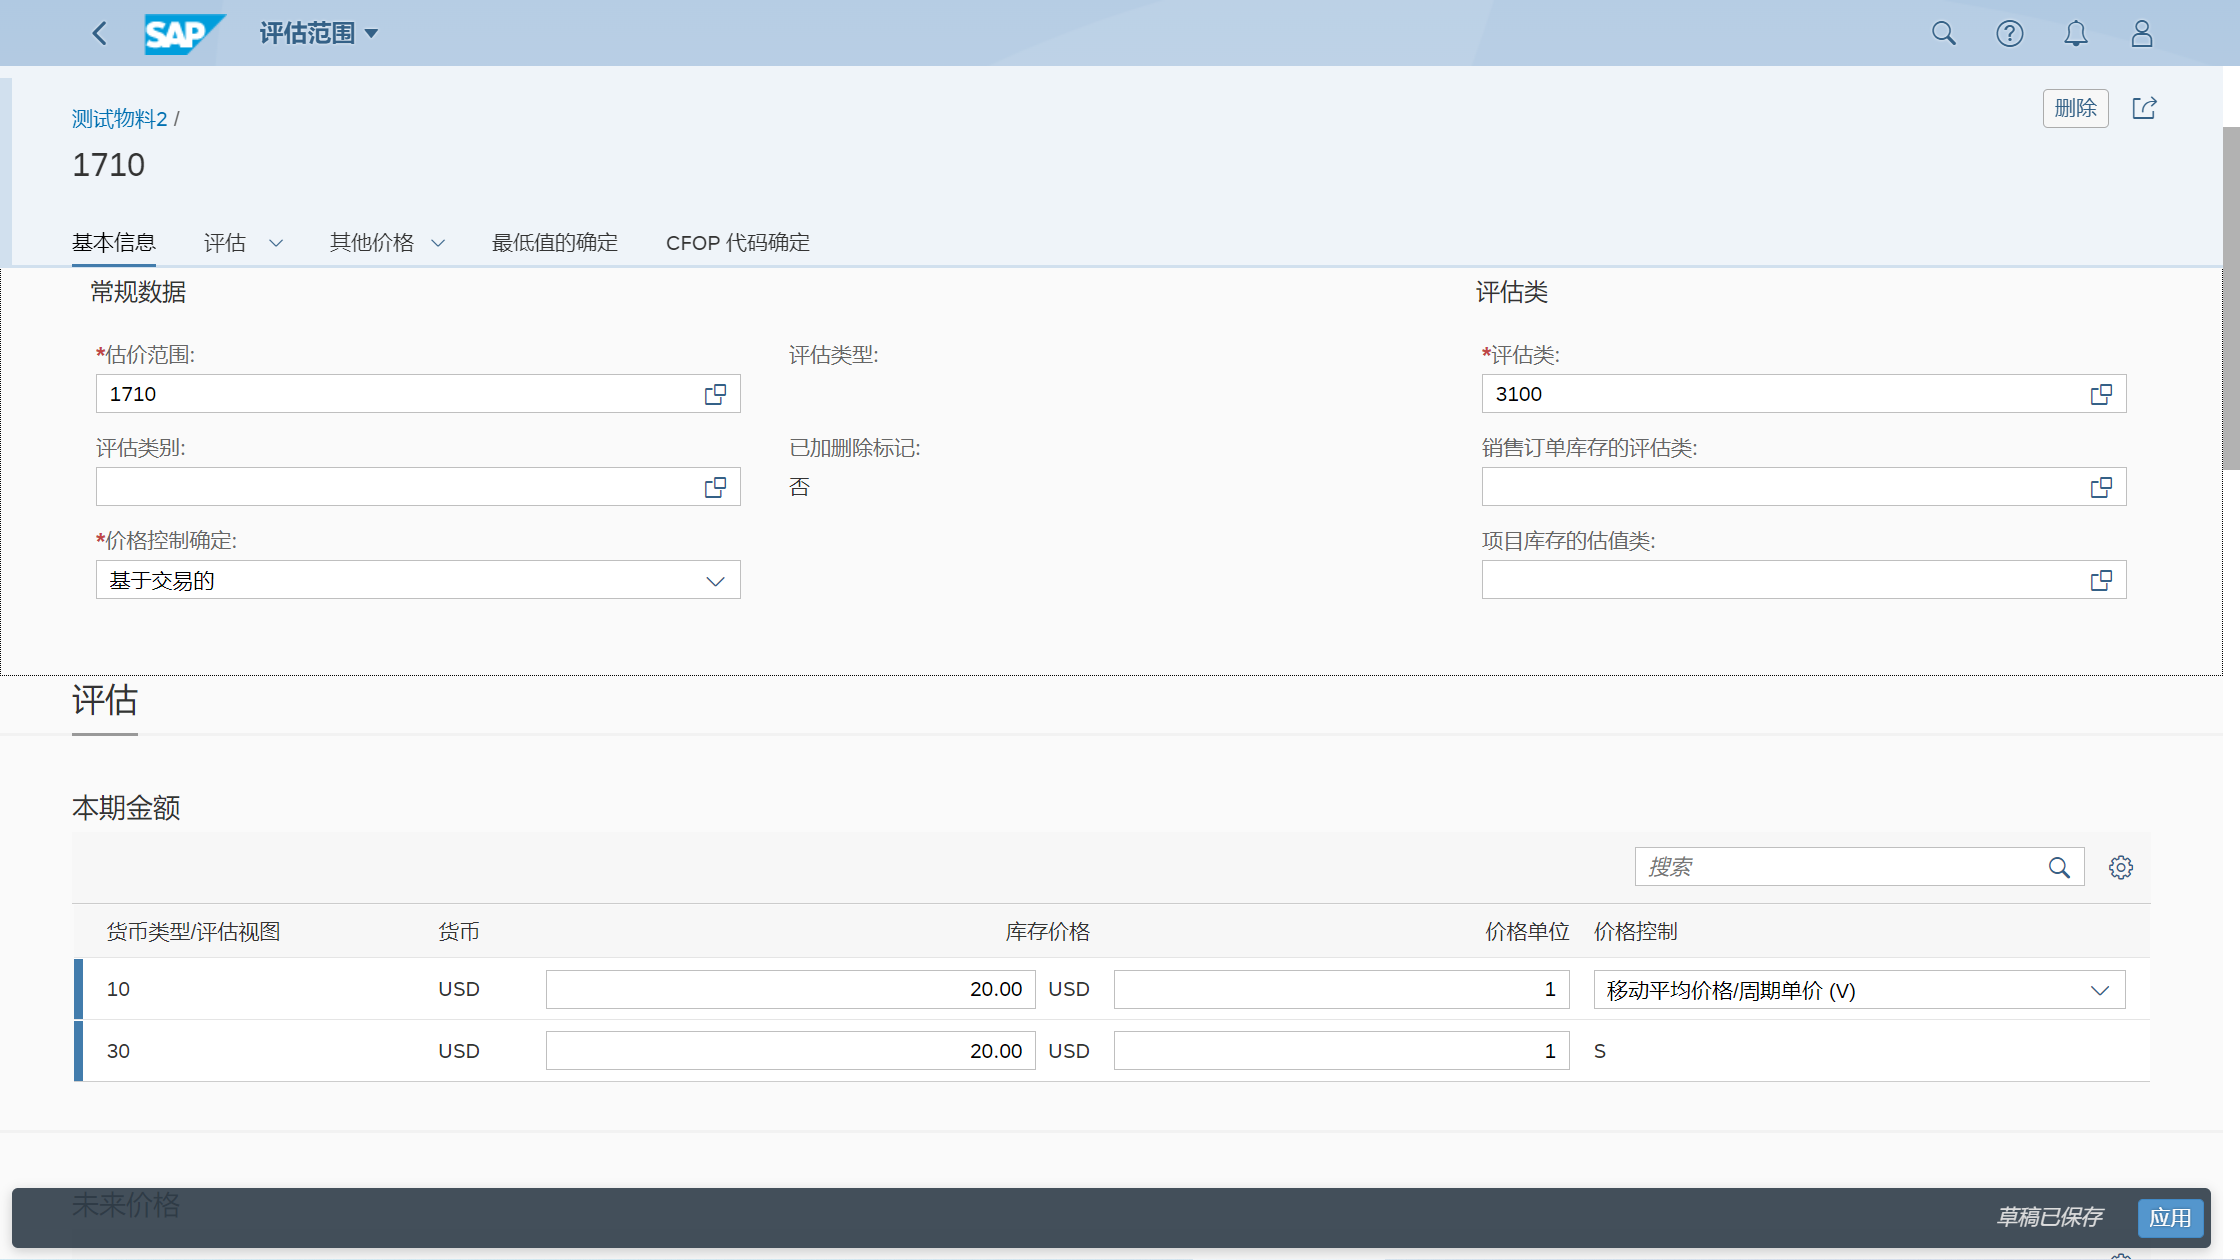 SAP 评估范围
测试物料2 /
删除
1710
基本信息 评估 其他价格 最低值的确定 CFOP 代码确定
常规数据 评估类
*估价范围: 评估类型: *评估类:
1710 3100
评估类别: 已加删除标记: 销售订单库存的评估类:
否
*价格控制确定: 项目库存的估值类:
基于交易的
评估
本期金额
搜索
货币类型/评估视图 货币 库存价格 价格单位 价格控制
10 USD 20.00 USD 1 移动平均价格/周期单价 (V)
30 USD 20.00 USD 1 S
未来价格
草稿已保存 应用